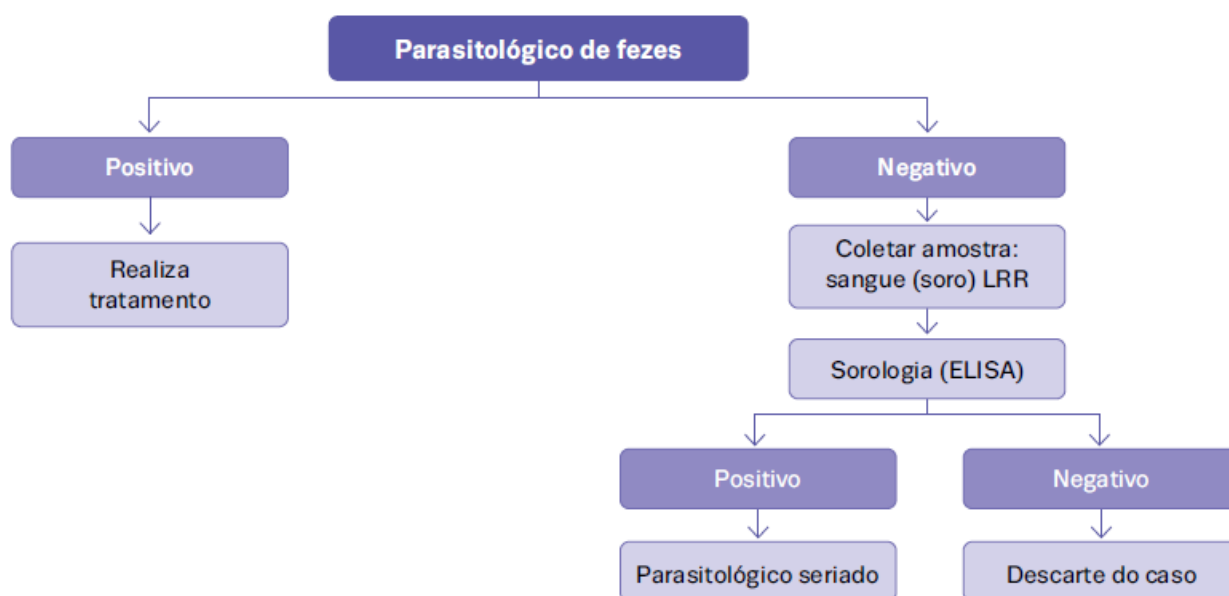 Parasitológico de fezes
Positivo
Negativo
Realiza
tratamento
Coletar amostra:
sangue (soro) LRR
Sorologia (ELISA)
Positivo
Negativo
Parasitológico seriado
Descarte do caso